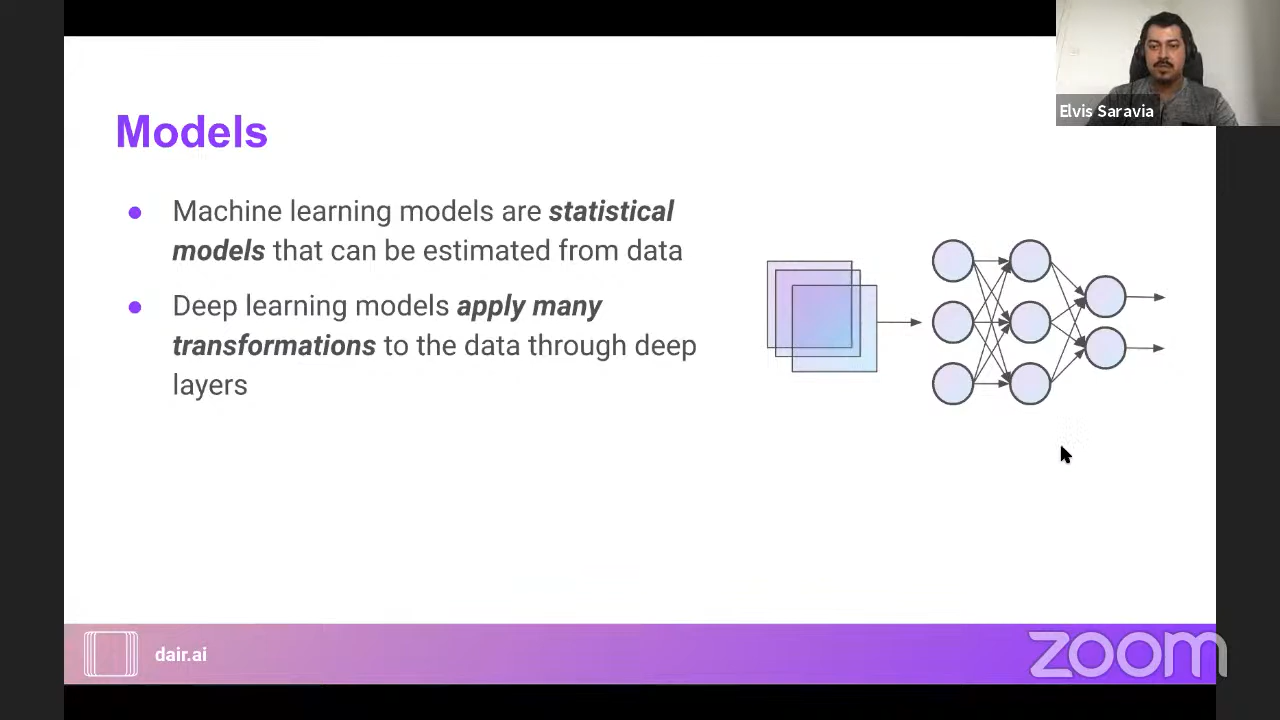 Elvis Saravia
Models
● Machine learning models are statistical
models that can be estimated from data
● Deep learning models apply many
transformations to the data through deep
layers
dair.ai
zoom